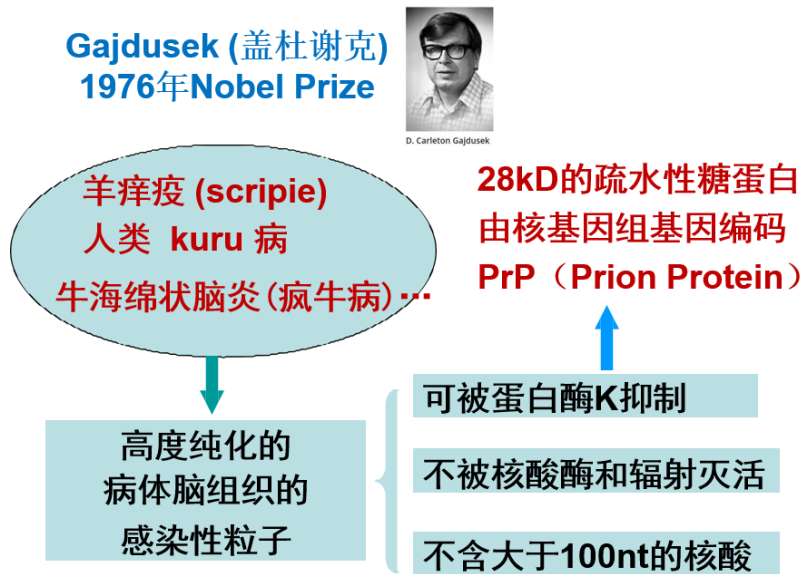 Gajdusek (盖杜谢克)
1976年Nobel Prize
D. Carleton Gajdusek
羊痒疫 (scripie)
人类 kuru 病
牛海绵状脑炎(疯牛病)…
28kD的疏水性糖蛋白
由核基因组基因编码
PrP（Prion Protein）
高度纯化的
病体脑组织的
感染性粒子
可被蛋白酶K抑制
不被核酸酶和辐射灭活
不含大于100nt的核酸